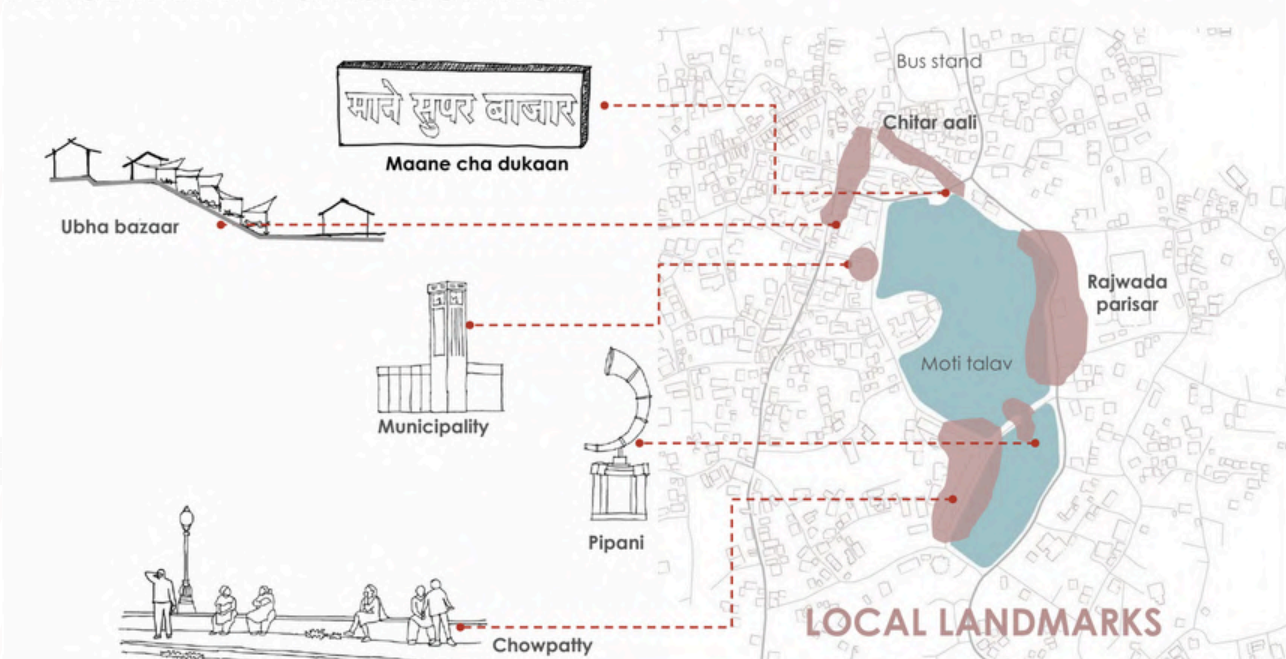 Bus stand
माने सुपर बाजार
Chitar aali
Maane cha dukaan
Ubha bazaar
Rajwada
parisar
Moti talav
Municipality
Pipani
LOCAL LANDMARKS
Chowpatty